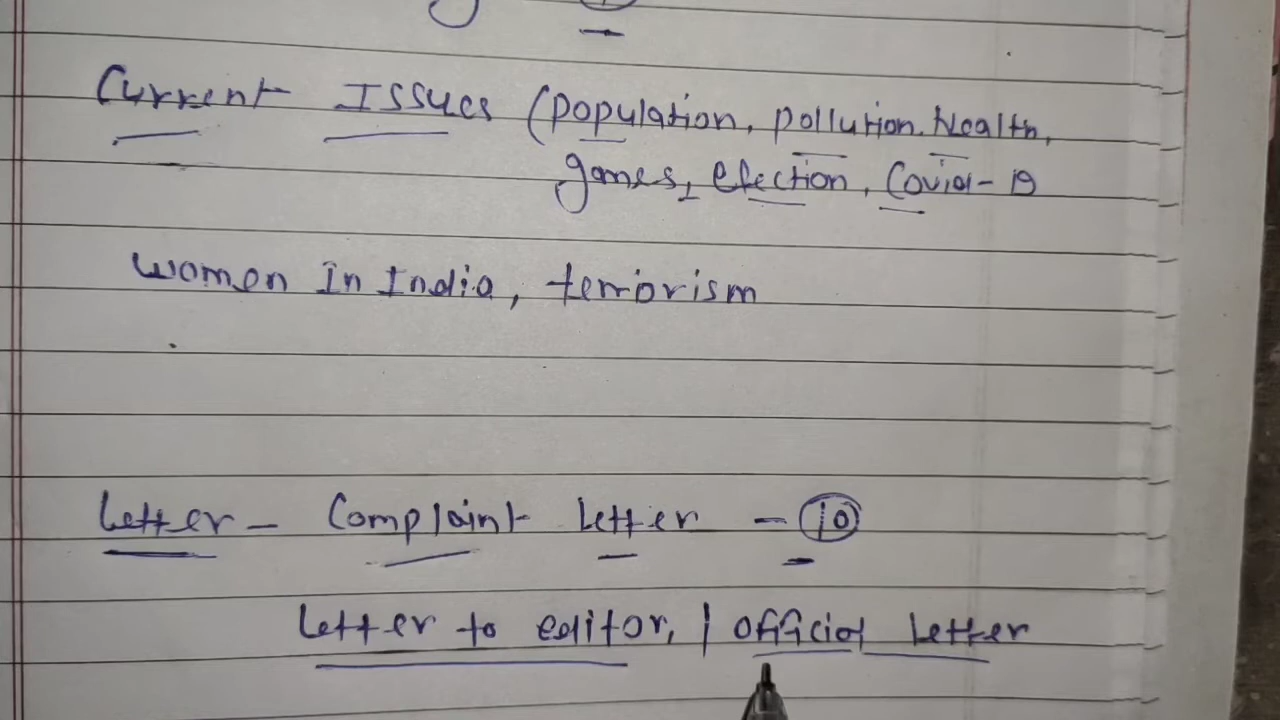 Current Issues (population, pollution. Health,
games, election, Covid-19
women In India, terrorism
Letter - Complaint letter - 10
Letter to editor, | official letter